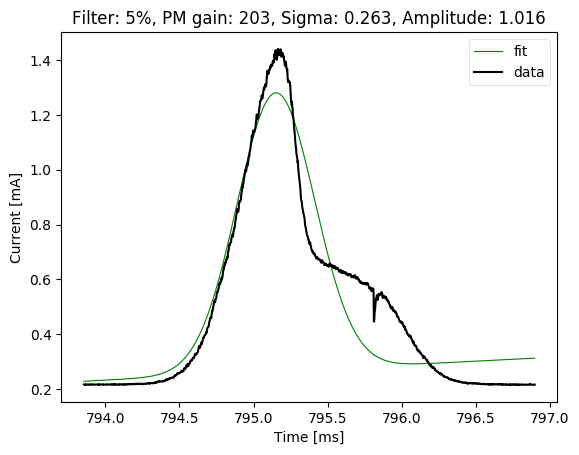 Filter: 5%, PM gain: 203, Sigma: 0.263, Amplitude: 1.016
fit
data
1.4
1.2
1.0
0.8
0.6
0.4
0.2
Current [mA]
794.0 794.5 795.0 795.5 796.0 796.5 797.0
Time [ms]